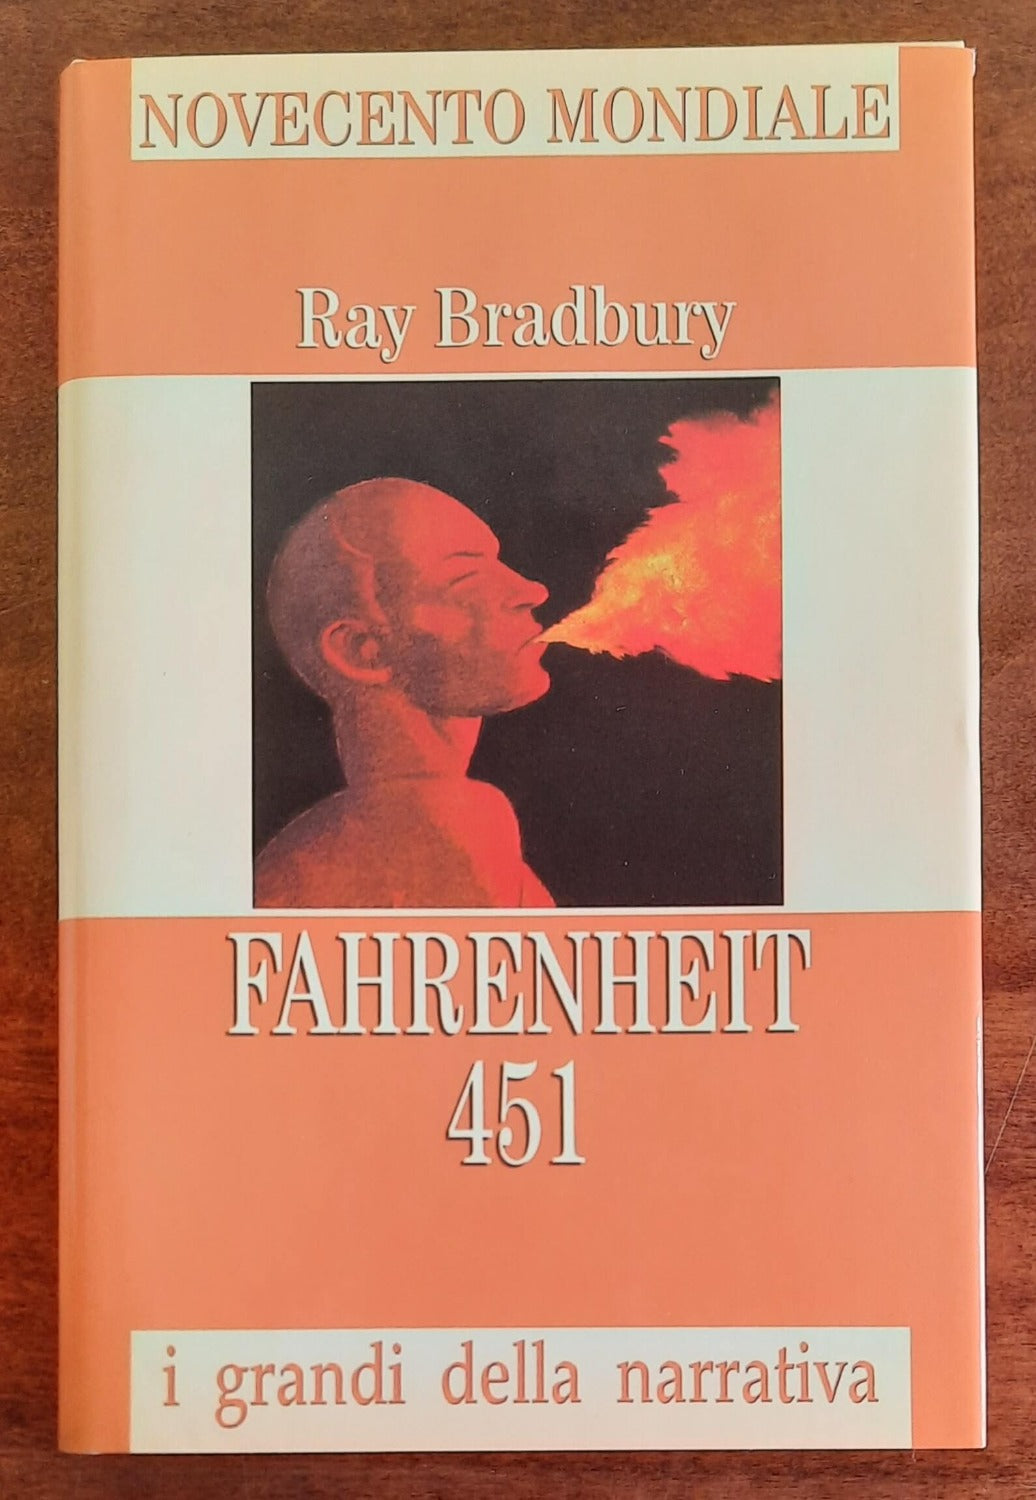 NOVECENTO MONDIALE
Ray Bradbury
FAHRENHEIT
451
i grandi della narrativa